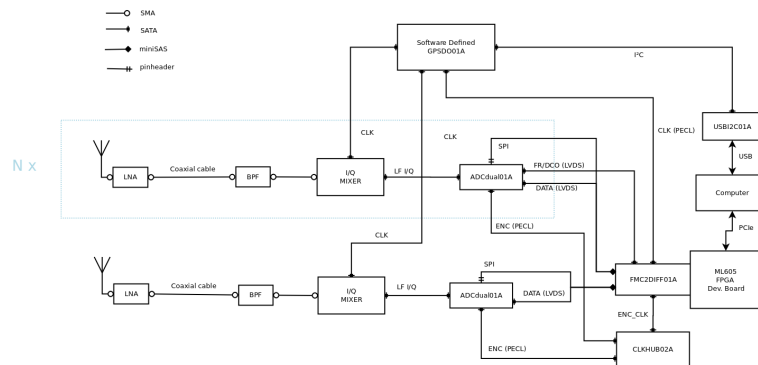 SMA
SATA
miniSAS
pinheader
Software Defined
GPSDO01A
I²C
CLK
CLK
CLK (PECL)
USBI2C01A
USB
Computer
PCIe
N x
LNA
Coaxial cable
BPF
I/Q
MIXER
LF I/Q
SPI
ADCdual01A
FR/DCO (LVDS)
DATA (LVDS)
ENC (PECL)
CLK
LNA
Coaxial cable
BPF
I/Q
MIXER
LF I/Q
SPI
ADCdual01A
DATA (LVDS)
ENC (PECL)
FMC2DIFF01A
ML605
FPGA
Dev. Board
ENC_CLK
CLKHUB02A